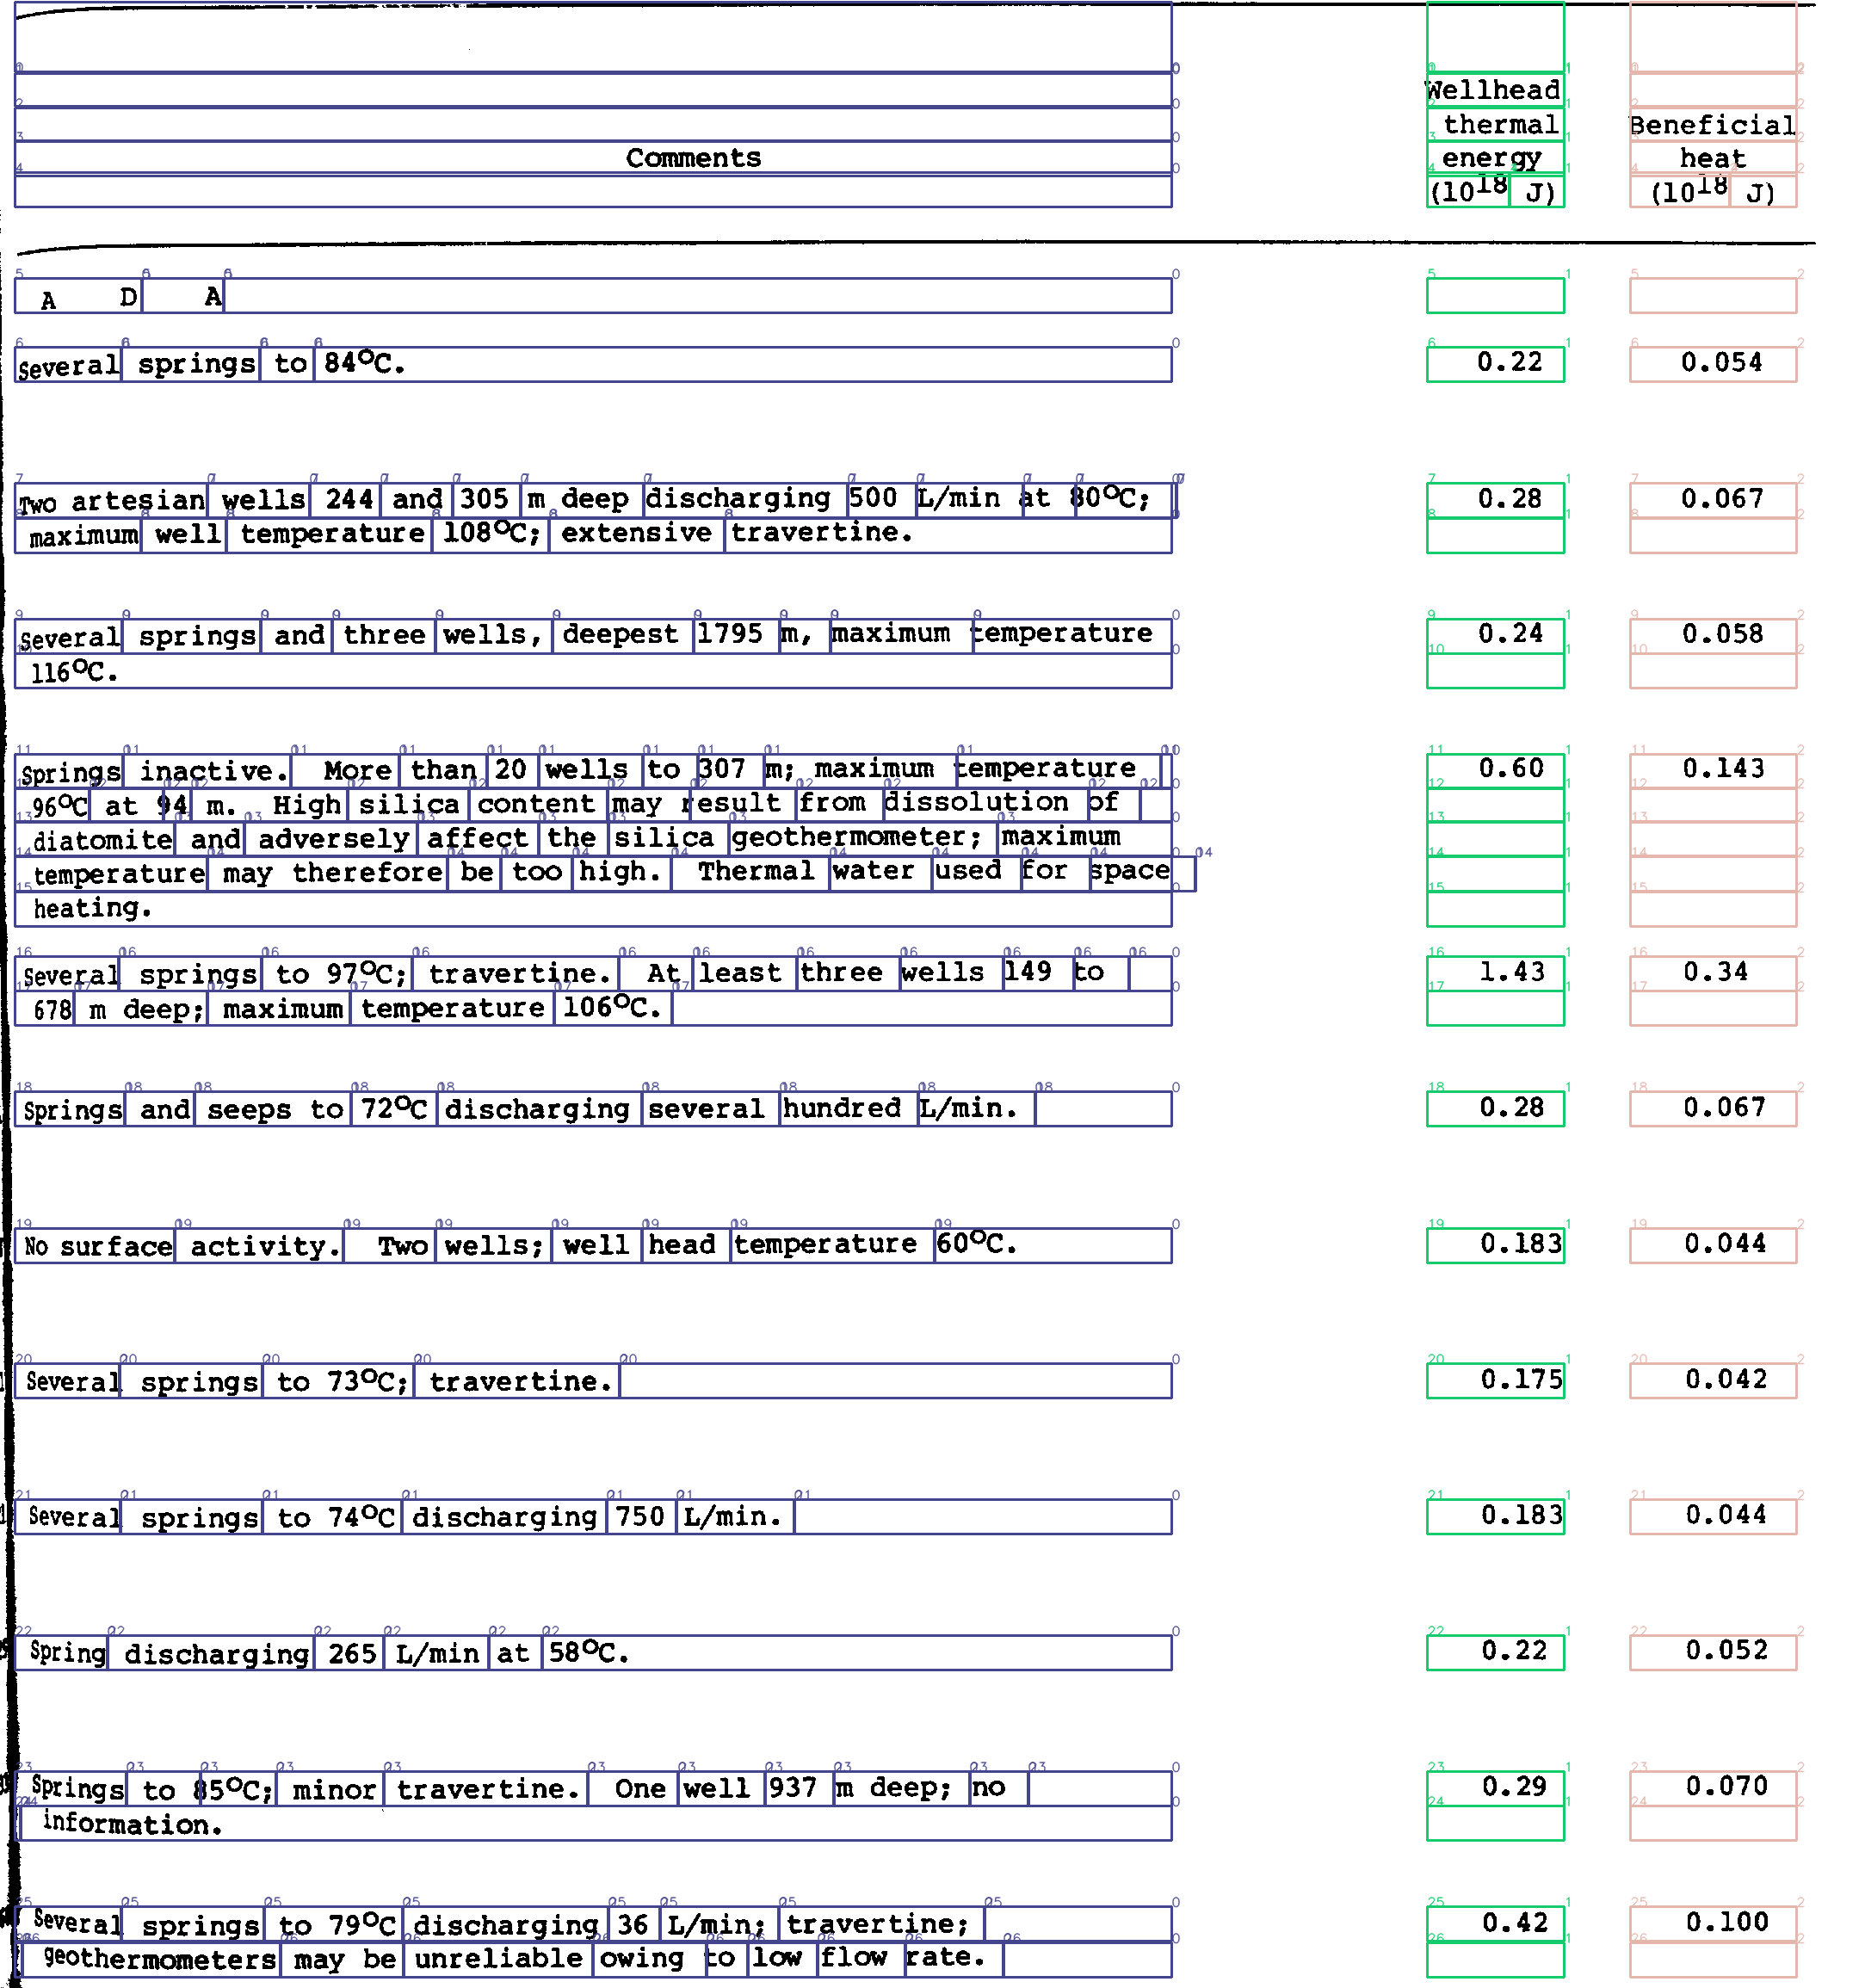 Wellhead
thermal Beneficial
Comments energy heat
(10^18 J) (10^18 J)
A D A
Several springs to 84°C. 0.22 0.054
Two artesian wells 244 and 305 m deep discharging 500 L/min at 80°C; 0.28 0.067
maximum well temperature 108°C; extensive travertine.
Several springs and three wells, deepest 1795 m, maximum temperature 0.24 0.058
116°C.
Springs inactive. More than 20 wells to 307 m; maximum temperature 0.60 0.143
96°C at 94 m. High silica content may result from dissolution of
diatomite and adversely affect the silica geothermometer; maximum
temperature may therefore be too high. Thermal water used for space
heating.
Several springs to 97°C; travertine. At least three wells 149 to 1.43 0.34
678 m deep; maximum temperature 106°C.
Springs and seeps to 72°C discharging several hundred L/min. 0.28 0.067
No surface activity. Two wells; well head temperature 60°C. 0.183 0.044
Several springs to 73°C; travertine. 0.175 0.042
Several springs to 74°C discharging 750 L/min. 0.183 0.044
Spring discharging 265 L/min at 58°C. 0.22 0.052
Springs to 85°C; minor travertine. One well 937 m deep; no 0.29 0.070
information.
Several springs to 79°C discharging 36 L/min; travertine; 0.42 0.100
geothermometers may be unreliable owing to low flow rate.